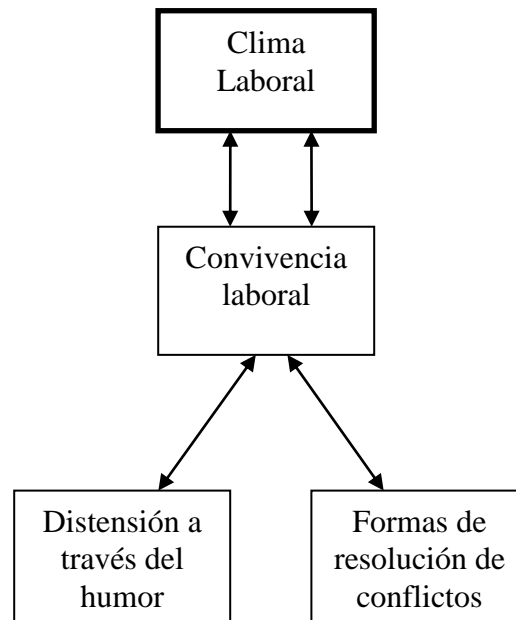 Clima
Laboral
Convivencia
laboral
Distensión a
través del
humor
Formas de
resolución de
conflictos